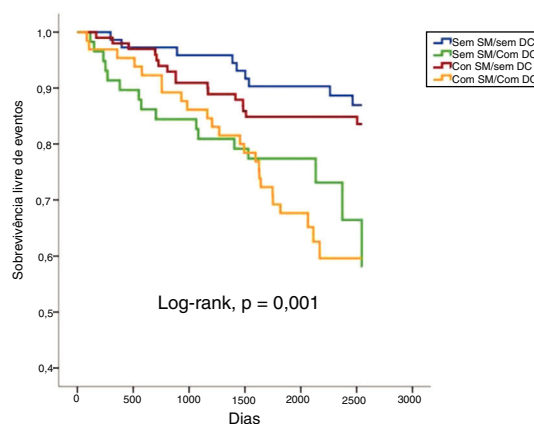 1,0
0,9
0,8
0,7
0,6
0,5
0,4
Sobrevivência livre de eventos
Sem SM/sem DC
Sem SM/Com DC
Con SM/sem DC
Com SM/Com DC
Log-rank, p = 0,001
0 500 1000 1500 2000 2500 3000
Dias